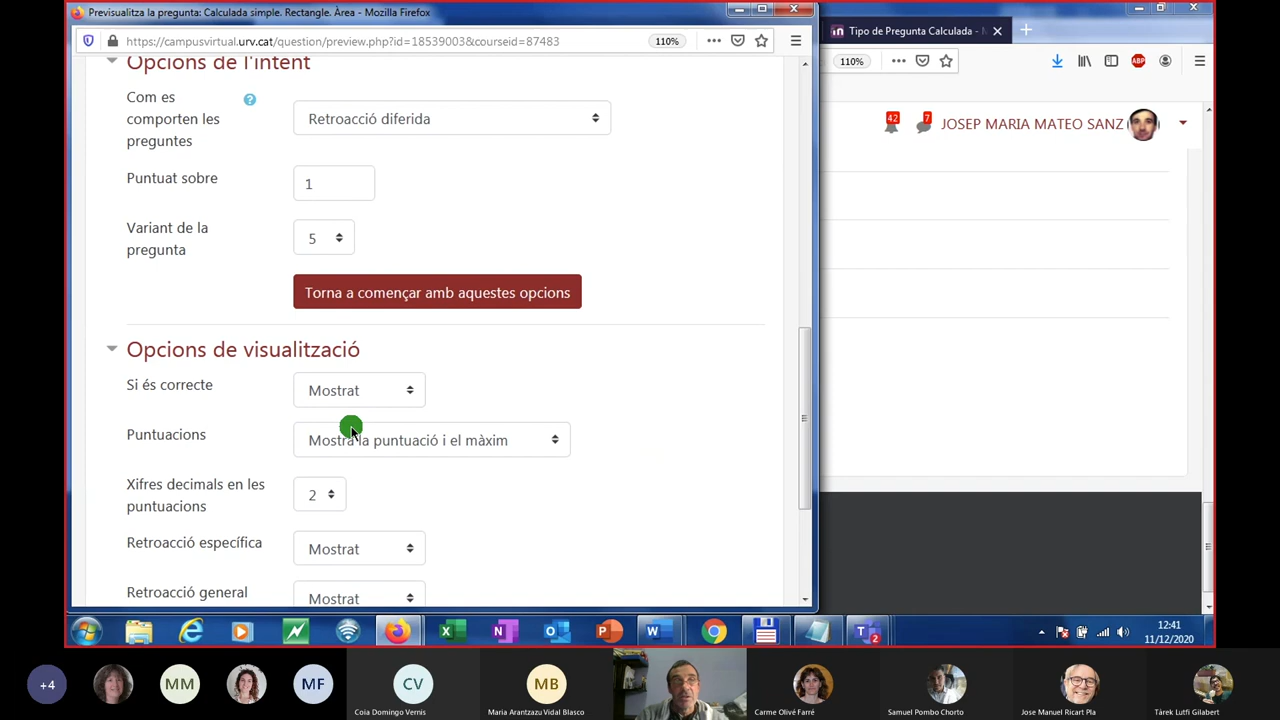 Previsualitza la pregunta: Calculada simple. Rectangle. Àrea - Mozilla Firefox
https://campusvirtual.urv.cat/question/preview.php?id=18539003&courseid=87483
110%
Tipo de Pregunta Calculada - M
110%
ABP
Opcions de l'intent
Com es comporten les preguntes
Retroacció diferida
Puntuat sobre
1
Variant de la pregunta
5
Torna a començar amb aquestes opcions
Opcions de visualització
Si és correcte
Mostrat
Puntuacions
Mostra la puntuació i el màxim
Xifres decimals en les puntuacions
2
Retroacció específica
Mostrat
Retroacció general
Mostrat
42
7
JOSEP MARIA MATEO SANZ
12:41
11/12/2020
+4
MM
MF
CV
Coia Domingo Vernis
MB
Maria Arantzazu Vidal Blasco
Carme Olivé Farré
Samuel Pombo Chorto
Jose Manuel Ricart Pla
Tárek Lutfi Gilabert